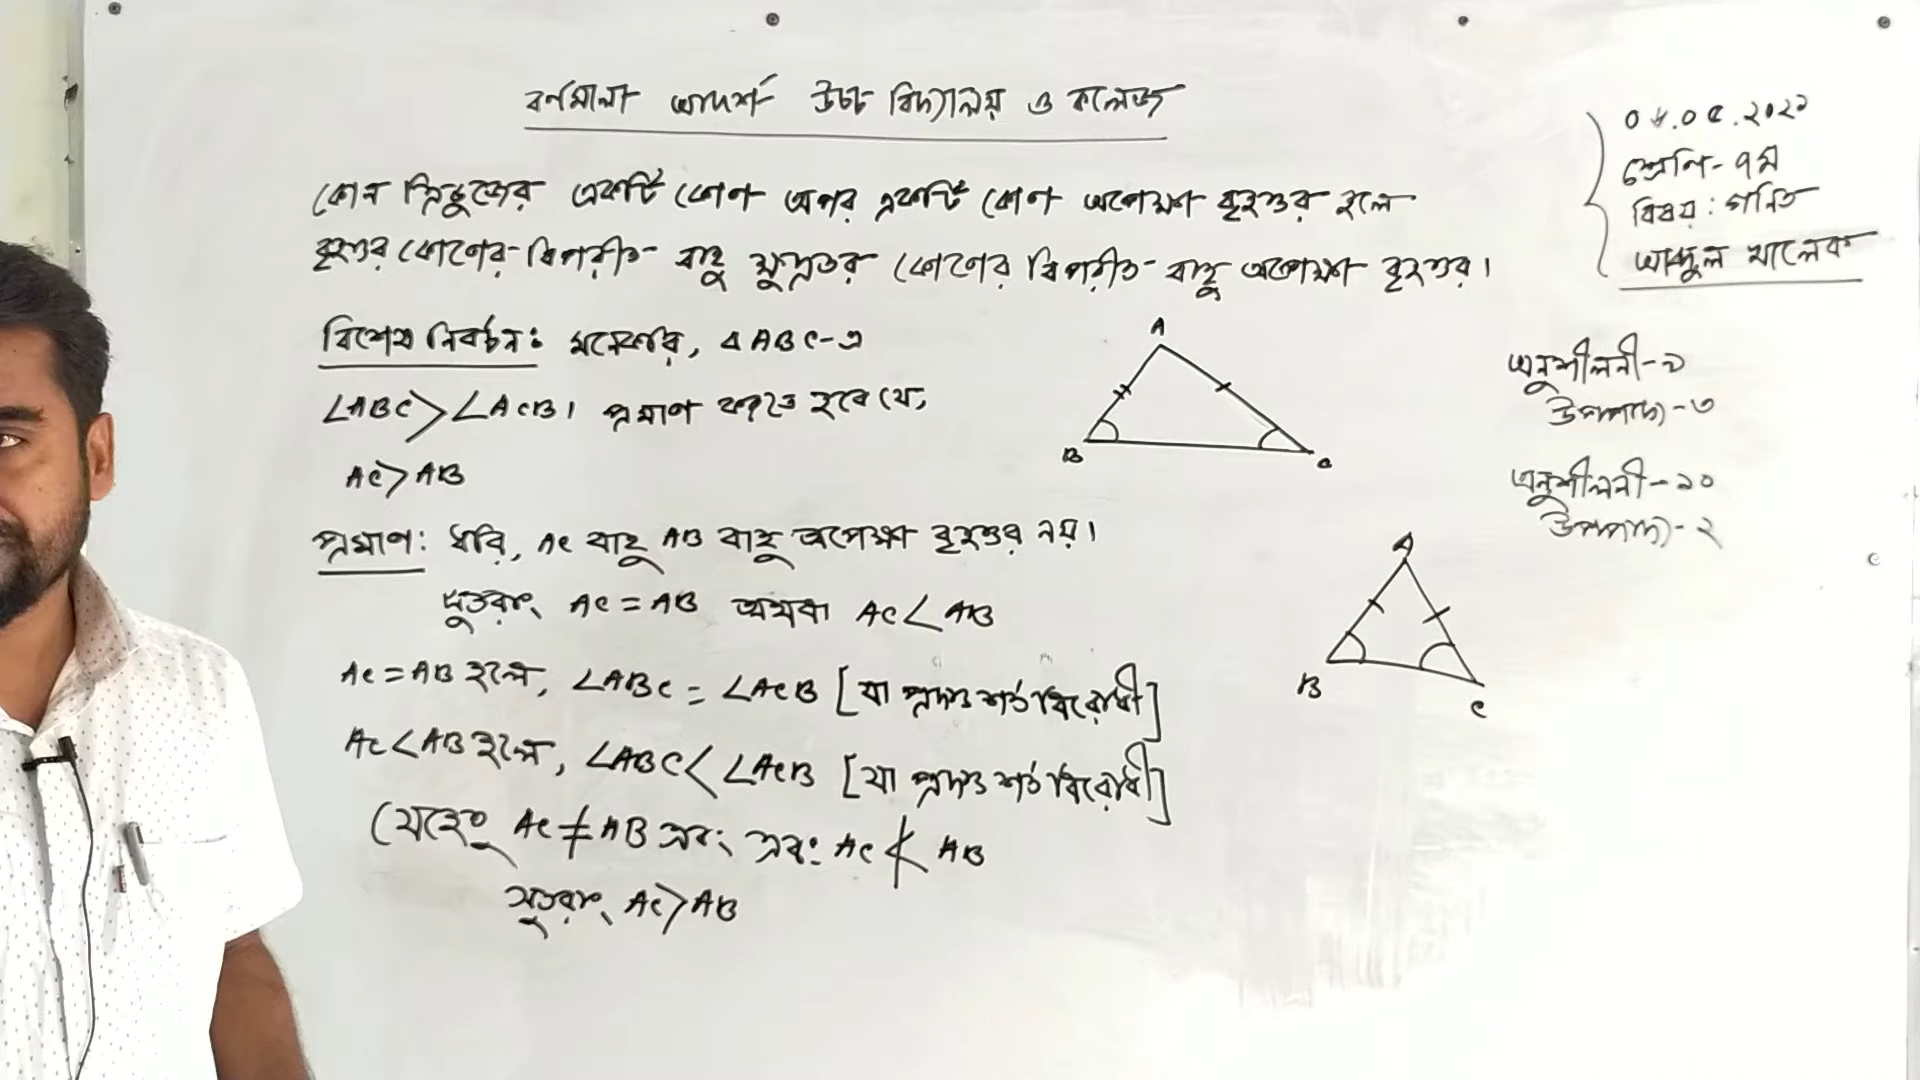 বর্ণমালা আদর্শ উচ্চ বিদ্যালয় ও কলেজ
০৮.০৫.২০২১
শ্রেণি- ৭ম
বিষয়: গণিত
আব্দুল খালেক
কোন ত্রিভুজের একটি কোণ অপর একটি কোণ অপেক্ষা বৃহত্তর হলে
বৃহত্তর কোণের বিপরীত বাহু ক্ষুদ্রতর কোণের বিপরীত বাহু অপেক্ষা বৃহত্তর।
বিশেষ নির্বচন: মনেকরি, ΔABC-এ
∠ABC>∠ACB। প্রমাণ করতে হবে যে,
AC>AB
প্রমাণ: ধরি, AC বাহু AB বাহু অপেক্ষা বৃহত্তর নয়।
সুতরাং, AC=AB অথবা AC<AB
AC=AB হলে, ∠ABC = ∠ACB [যা প্রদত্ত শর্ত বিরোধী]
AC<AB হলে, ∠ABC<∠ACB [যা প্রদত্ত শর্ত বিরোধী]
যেহেতু AC≠AB এবং এবং AC≮AB
সুতরাং, AC>AB
A
B
C
অনুশীলনী-৯
উপপাদ্য-৩
অনুশীলনী-১০
উপপাদ্য-২
A
B
C